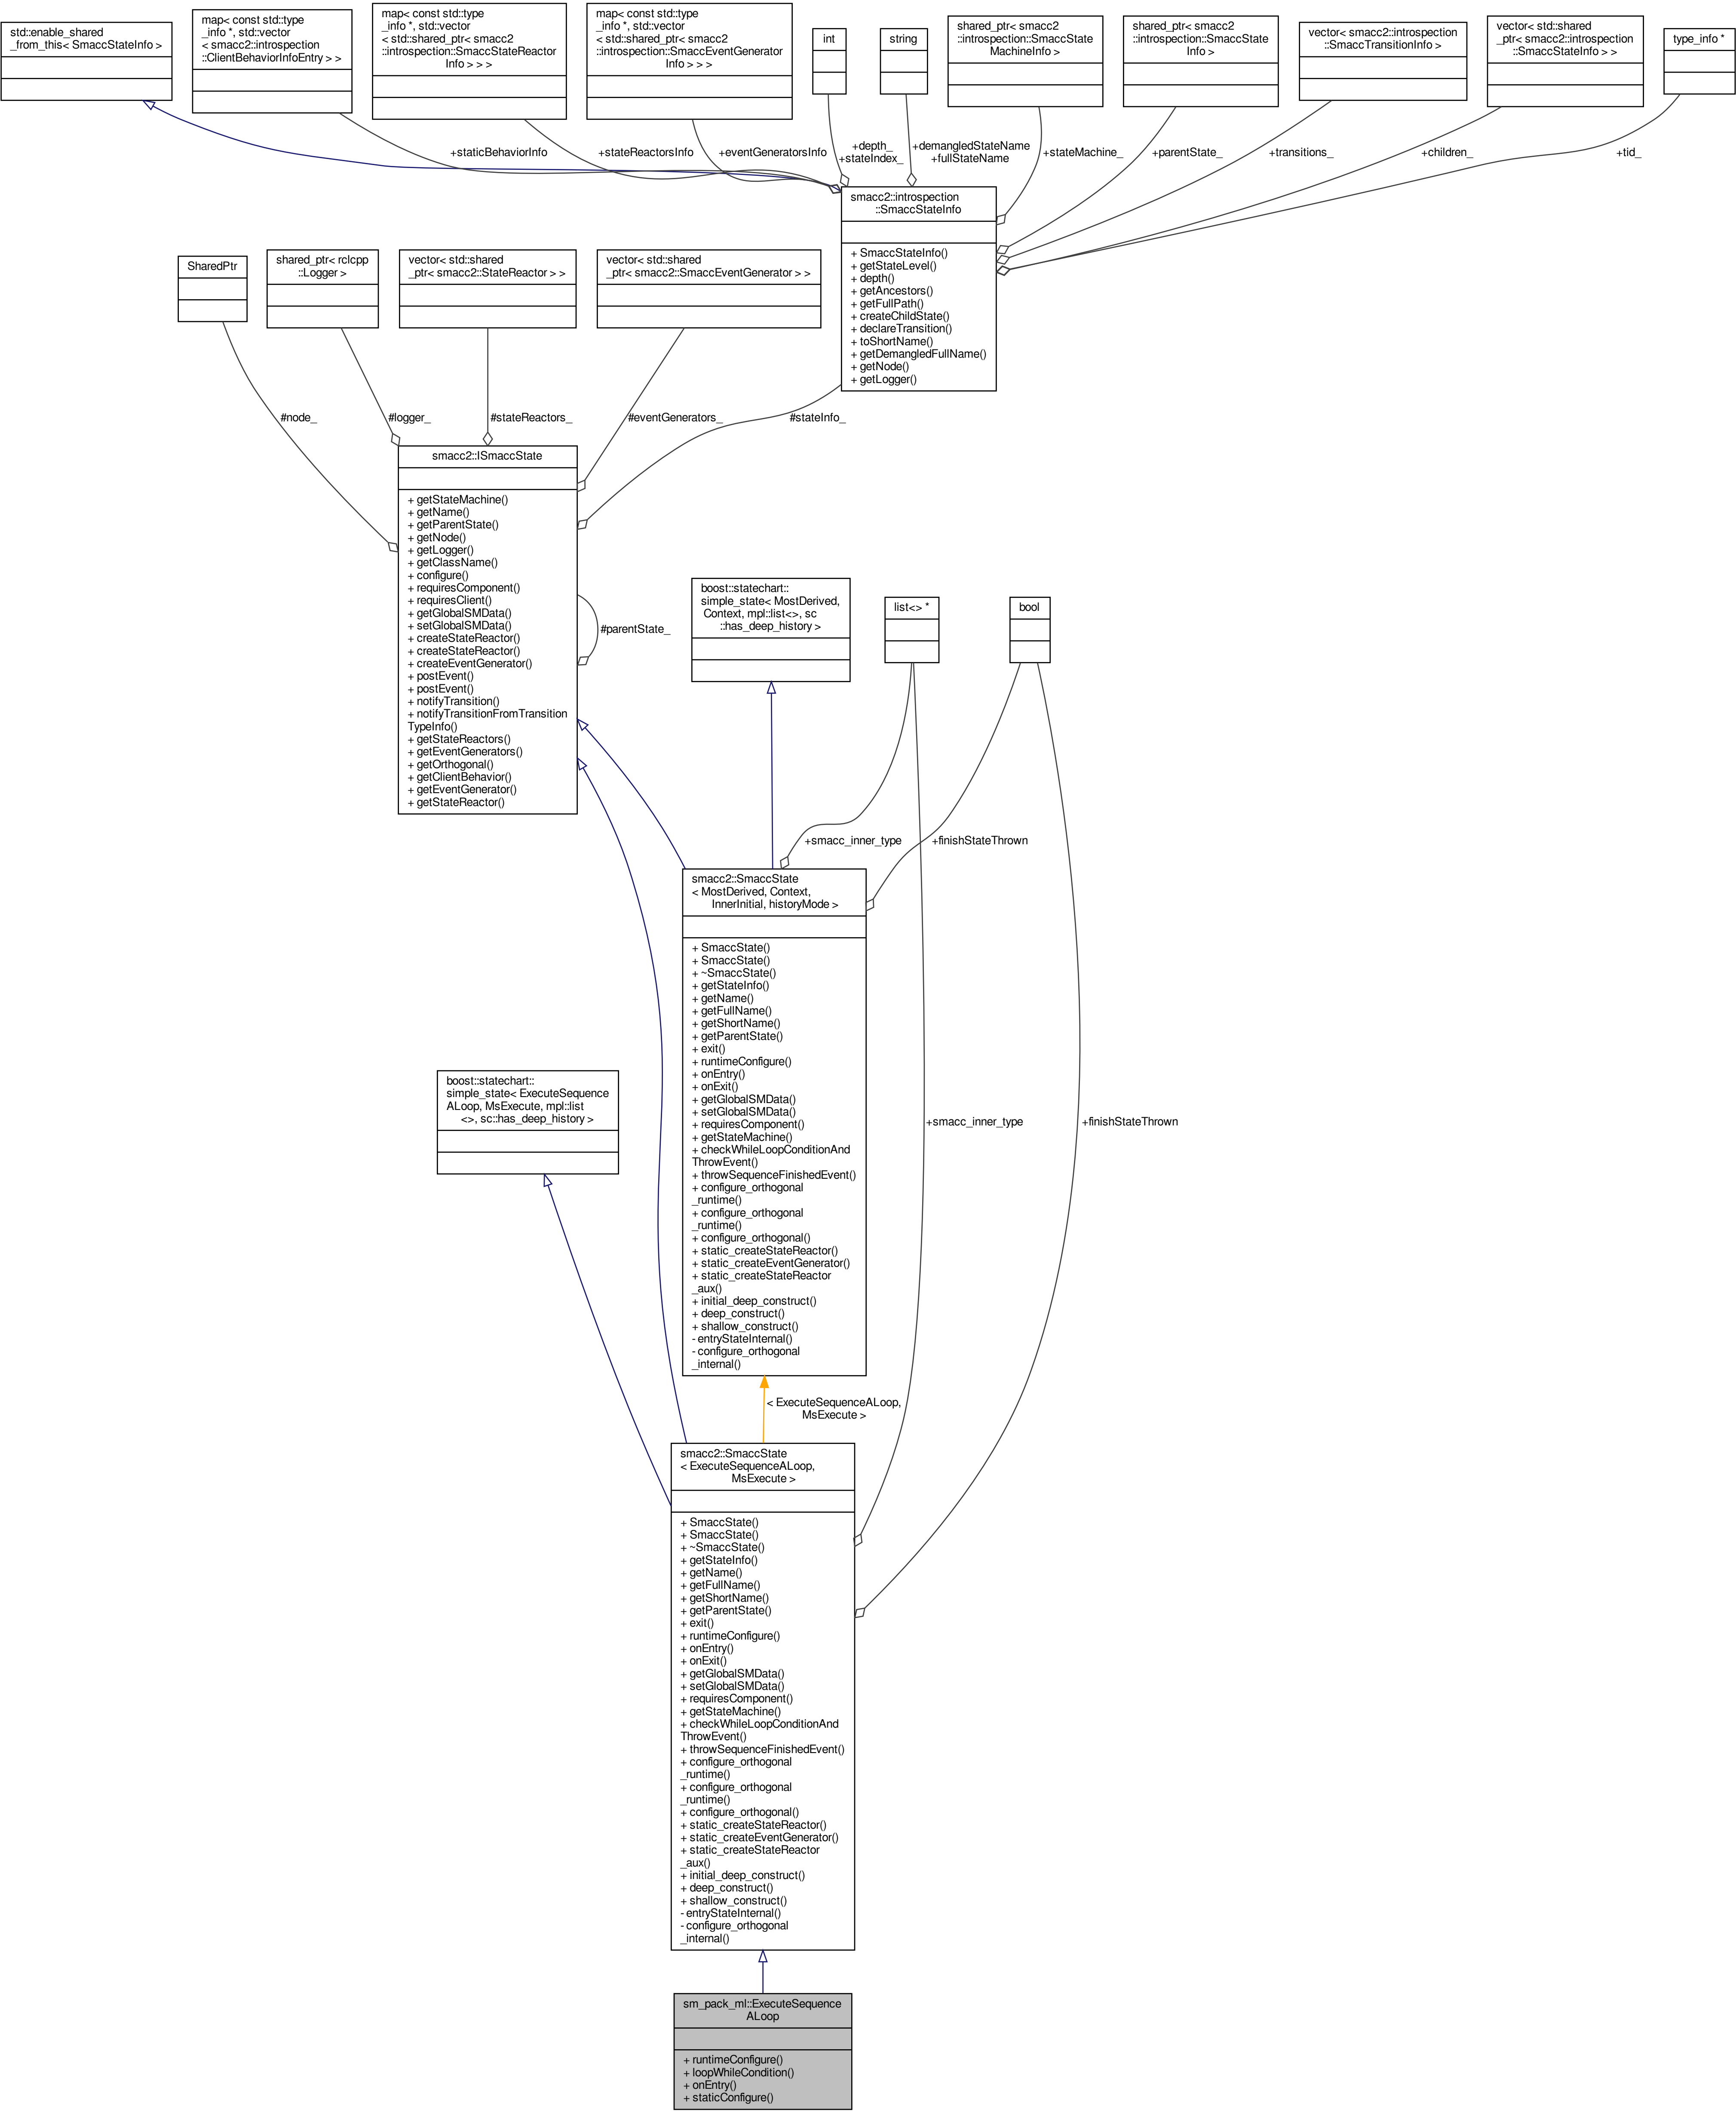 std::enable_shared
_from_this< SmaccStateInfo >
map< const std::type
_info *, std::vector
< smacc2::introspection
::ClientBehaviorInfoEntry > >
map< const std::type
_info *, std::vector
< std::shared_ptr< smacc2
::introspection::SmaccStateReactor
Info > > >
map< const std::type
_info *, std::vector
< std::shared_ptr< smacc2
::introspection::SmaccEventGenerator
Info > > >
int
string
shared_ptr< smacc2
::introspection::SmaccState
MachineInfo >
shared_ptr< smacc2
::introspection::SmaccState
Info >
vector< smacc2::introspection
::SmaccTransitionInfo >
vector< std::shared
_ptr< smacc2::introspection
::SmaccStateInfo > >
type_info *
+staticBehaviorInfo
+stateReactorsInfo
+eventGeneratorsInfo
+depth_
+stateIndex_
+demangledStateName
+fullStateName
+stateMachine_
+parentState_
+transitions_
+children_
+tid_
smacc2::introspection
::SmaccStateInfo
+ SmaccStateInfo()
+ getStateLevel()
+ depth()
+ getAncestors()
+ getFullPath()
+ createChildState()
+ declareTransition()
+ toShortName()
+ getDemangledFullName()
+ getNode()
+ getLogger()
SharedPtr
shared_ptr< rclcpp
::Logger >
vector< std::shared
_ptr< smacc2::StateReactor > >
vector< std::shared
_ptr< smacc2::SmaccEventGenerator > >
#node_
#logger_
#stateReactors_
#eventGenerators_
#stateInfo_
smacc2::ISmaccState
+ getStateMachine()
+ getName()
+ getParentState()
+ getNode()
+ getLogger()
+ getClassName()
+ configure()
+ requiresComponent()
+ requiresClient()
+ getGlobalSMData()
+ setGlobalSMData()
+ createStateReactor()
+ createStateReactor()
+ createEventGenerator()
+ postEvent()
+ postEvent()
+ notifyTransition()
+ notifyTransitionFromTransition
TypeInfo()
+ getStateReactors()
+ getEventGenerators()
+ getOrthogonal()
+ getClientBehavior()
+ getEventGenerator()
+ getStateReactor()
#parentState_
boost::statechart::
simple_state< MostDerived,
Context, mpl::list<>, sc
::has_deep_history >
list<> *
bool
+smacc_inner_type
+finishStateThrown
smacc2::SmaccState
< MostDerived, Context,
InnerInitial, historyMode >
+ SmaccState()
+ SmaccState()
+ ~SmaccState()
+ getStateInfo()
+ getName()
+ getFullName()
+ getShortName()
+ getParentState()
+ exit()
+ runtimeConfigure()
+ onEntry()
+ onExit()
+ getGlobalSMData()
+ setGlobalSMData()
+ requiresComponent()
+ getStateMachine()
+ checkWhileLoopConditionAnd
ThrowEvent()
+ throwSequenceFinishedEvent()
+ configure_orthogonal
_runtime()
+ configure_orthogonal
_runtime()
+ configure_orthogonal()
+ static_createStateReactor()
+ static_createEventGenerator()
+ static_createStateReactor
_aux()
+ initial_deep_construct()
+ deep_construct()
+ shallow_construct()
- entryStateInternal()
- configure_orthogonal
_internal()
boost::statechart::
simple_state< ExecuteSequence
ALoop, MsExecute, mpl::list
<>, sc::has_deep_history >
+smacc_inner_type
+finishStateThrown
< ExecuteSequenceALoop,
MsExecute >
smacc2::SmaccState
< ExecuteSequenceALoop,
MsExecute >
+ SmaccState()
+ SmaccState()
+ ~SmaccState()
+ getStateInfo()
+ getName()
+ getFullName()
+ getShortName()
+ getParentState()
+ exit()
+ runtimeConfigure()
+ onEntry()
+ onExit()
+ getGlobalSMData()
+ setGlobalSMData()
+ requiresComponent()
+ getStateMachine()
+ checkWhileLoopConditionAnd
ThrowEvent()
+ throwSequenceFinishedEvent()
+ configure_orthogonal
_runtime()
+ configure_orthogonal
_runtime()
+ configure_orthogonal()
+ static_createStateReactor()
+ static_createEventGenerator()
+ static_createStateReactor
_aux()
+ initial_deep_construct()
+ deep_construct()
+ shallow_construct()
- entryStateInternal()
- configure_orthogonal
_internal()
sm_pack_ml::ExecuteSequence
ALoop
+ runtimeConfigure()
+ loopWhileCondition()
+ onEntry()
+ staticConfigure()